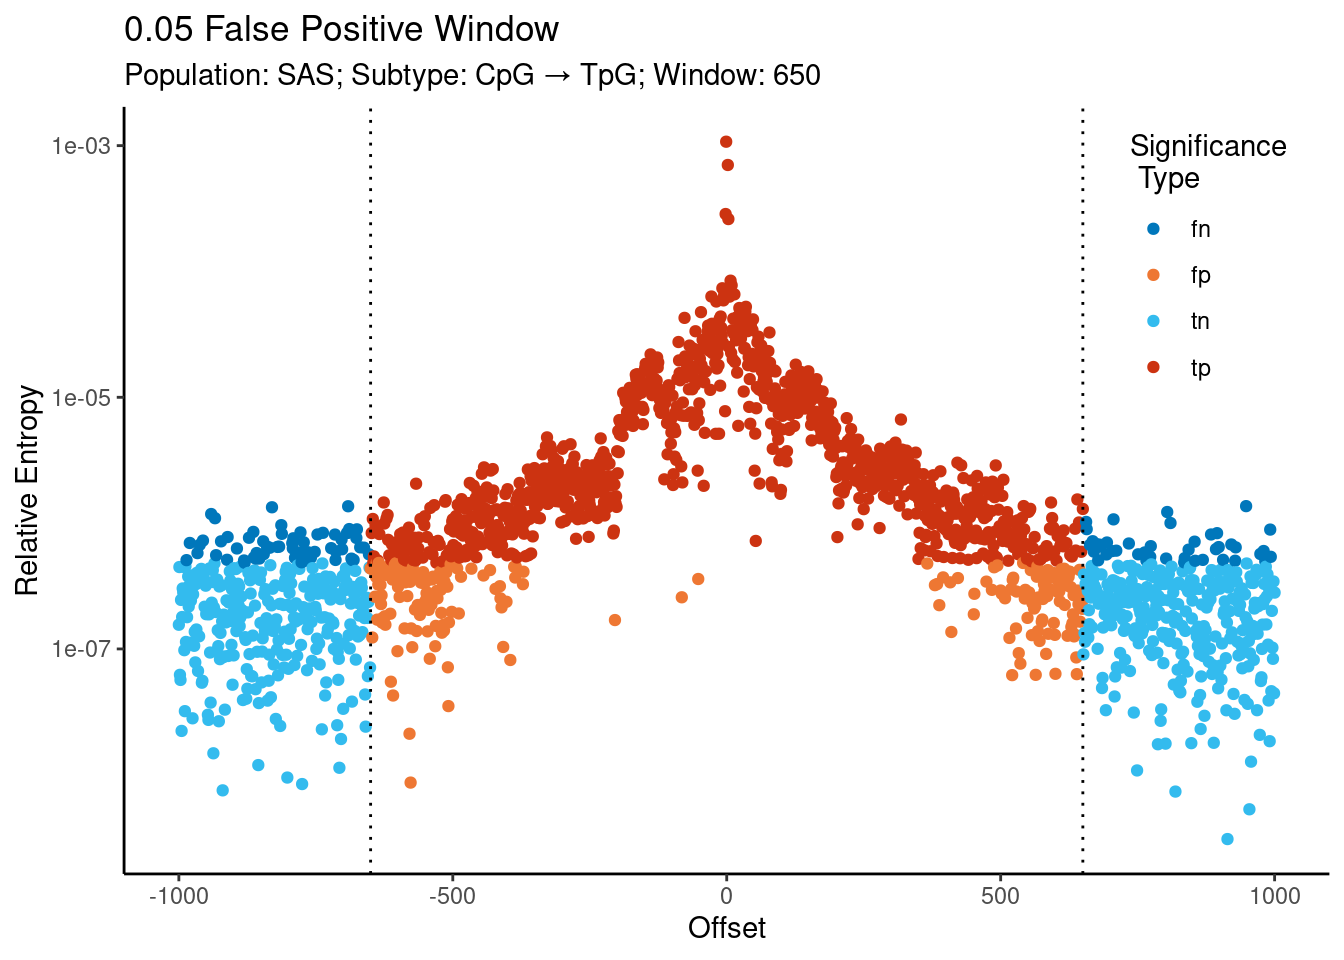 0.05 False Positive Window
Population: SAS; Subtype: CpG → TpG; Window: 650
1e-03
1e-05
1e-07
Relative Entropy
-1000
-500
0
500
1000
Offset
Significance
Type
fn
fp
tn
tp